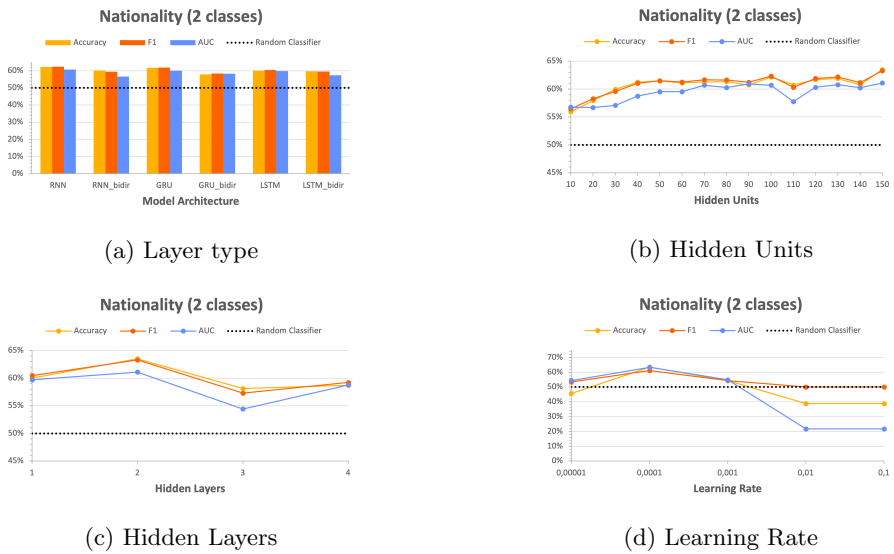 Nationality (2 classes)
Accuracy F1 AUC Random Classifier
60%
50%
40%
30%
20%
10%
0%
RNN RNN_bidir GRU GRU_bidir LSTM LSTM_bidir
Model Architecture
(a) Layer type
Nationality (2 classes)
Accuracy F1 AUC Random Classifier
65%
60%
55%
50%
45%
10 20 30 40 50 60 70 80 90 100 110 120 130 140 150
Hidden Units
(b) Hidden Units
Nationality (2 classes)
Accuracy F1 AUC Random Classifier
65%
60%
55%
50%
45%
1 2 3 4
Hidden Layers
(c) Hidden Layers
Nationality (2 classes)
Accuracy F1 AUC Random Classifier
70%
60%
50%
40%
30%
20%
10%
0%
0,00001 0,0001 0,001 0,01 0,1
Learning Rate
(d) Learning Rate